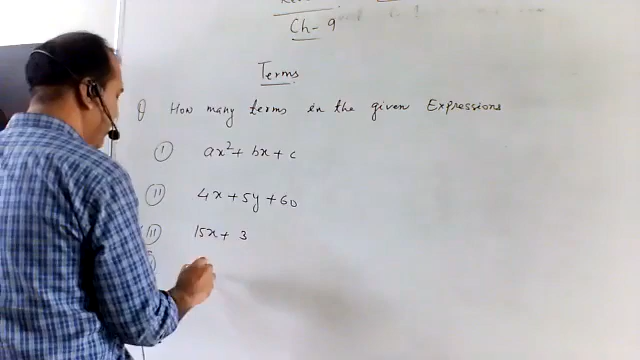 Ch-9
Terms
Q How many terms in the given Expressions
(I) ax²+ bx + c
(II) 4x + 5y + 60
(III) 15x + 3